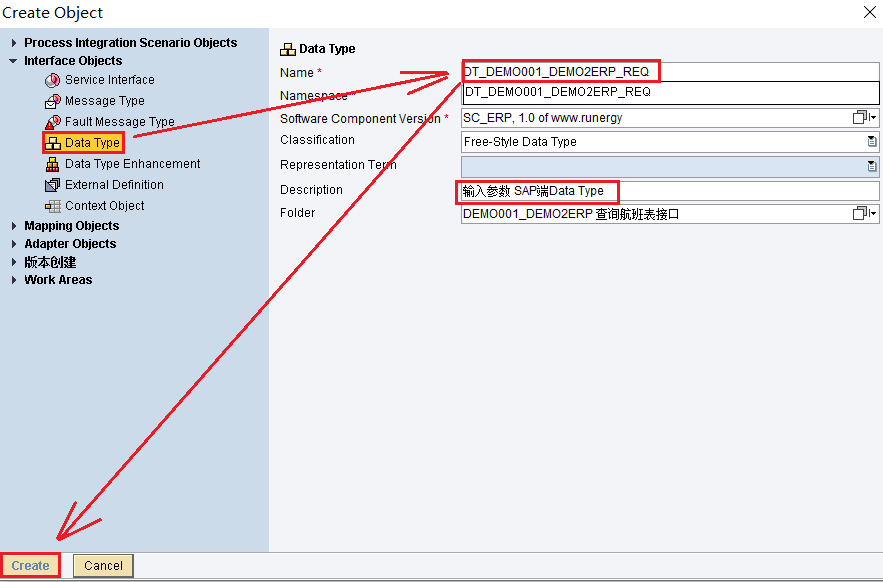 Create Object
Process Integration Scenario Objects
Interface Objects
Service Interface
Message Type
Fault Message Type
Data Type
Data Type Enhancement
External Definition
Context Object
Mapping Objects
Adapter Objects
版本创建
Work Areas
Data Type
Name * DT_DEMO001_DEMO2ERP_REQ
DT_DEMO001_DEMO2ERP_REQ
Namespace
Software Component Version * SC_ERP, 1.0 of www.runergy
Classification Free-Style Data Type
Representation Term
Description 输入参数 SAP端Data Type
Folder DEMO001_DEMO2ERP 查询航班表接口
Create Cancel